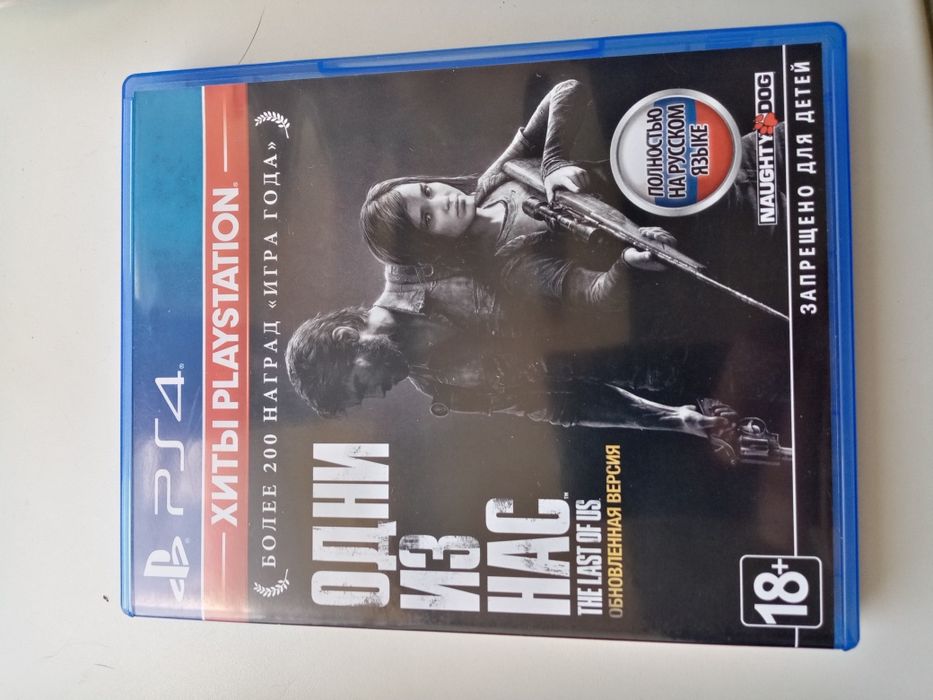 PS4
ХИТЫ PLAYSTATION®
БОЛЕЕ 200 НАГРАД «ИГРА ГОДА»
ОДНИ
ИЗ
НАС™
THE LAST OF US
ОБНОВЛЕННАЯ ВЕРСИЯ
ПОЛНОСТЬЮ
НА РУССКОМ
ЯЗЫКЕ
NAUGHTY DOG
18+
ЗАПРЕЩЕНО ДЛЯ ДЕТЕЙ